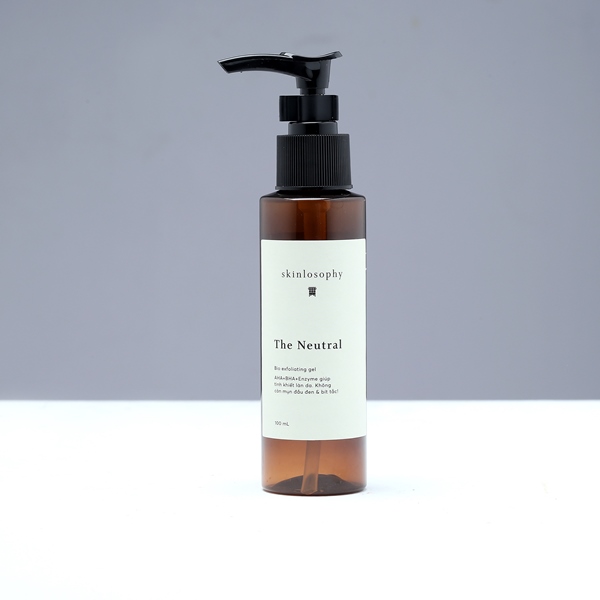 skinlosophy
The Neutral
Bio exfoliating gel
AHA+BHA+Enzyme giúp
tinh khiết làn da. Không
còn mụn đầu đen & bít tắc!
100 mL